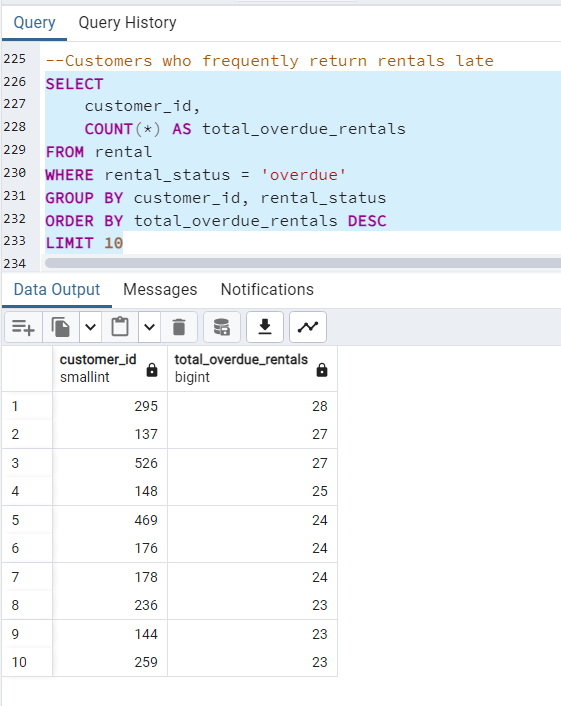 Query Query History
225 --Customers who frequently return rentals late
226 SELECT
227 customer_id,
228 COUNT(*) AS total_overdue_rentals
229 FROM rental
230 WHERE rental_status = 'overdue'
231 GROUP BY customer_id, rental_status
232 ORDER BY total_overdue_rentals DESC
233 LIMIT 10
234
Data Output Messages Notifications
customer_id total_overdue_rentals
smallint bigint
1 295 28
2 137 27
3 526 27
4 148 25
5 469 24
6 176 24
7 178 24
8 236 23
9 144 23
10 259 23